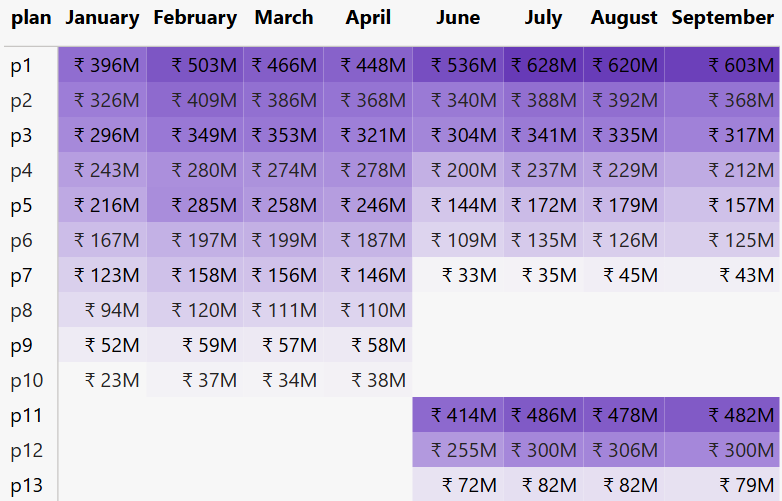 plan January February March April June July August September
p1 ₹ 396M ₹ 503M ₹ 466M ₹ 448M ₹ 536M ₹ 628M ₹ 620M ₹ 603M
p2 ₹ 326M ₹ 409M ₹ 386M ₹ 368M ₹ 340M ₹ 388M ₹ 392M ₹ 368M
p3 ₹ 296M ₹ 349M ₹ 353M ₹ 321M ₹ 304M ₹ 341M ₹ 335M ₹ 317M
p4 ₹ 243M ₹ 280M ₹ 274M ₹ 278M ₹ 200M ₹ 237M ₹ 229M ₹ 212M
p5 ₹ 216M ₹ 285M ₹ 258M ₹ 246M ₹ 144M ₹ 172M ₹ 179M ₹ 157M
p6 ₹ 167M ₹ 197M ₹ 199M ₹ 187M ₹ 109M ₹ 135M ₹ 126M ₹ 125M
p7 ₹ 123M ₹ 158M ₹ 156M ₹ 146M ₹ 33M ₹ 35M ₹ 45M ₹ 43M
p8 ₹ 94M ₹ 120M ₹ 111M ₹ 110M
p9 ₹ 52M ₹ 59M ₹ 57M ₹ 58M
p10 ₹ 23M ₹ 37M ₹ 34M ₹ 38M
p11 ₹ 414M ₹ 486M ₹ 478M ₹ 482M
p12 ₹ 255M ₹ 300M ₹ 306M ₹ 300M
p13 ₹ 72M ₹ 82M ₹ 82M ₹ 79M